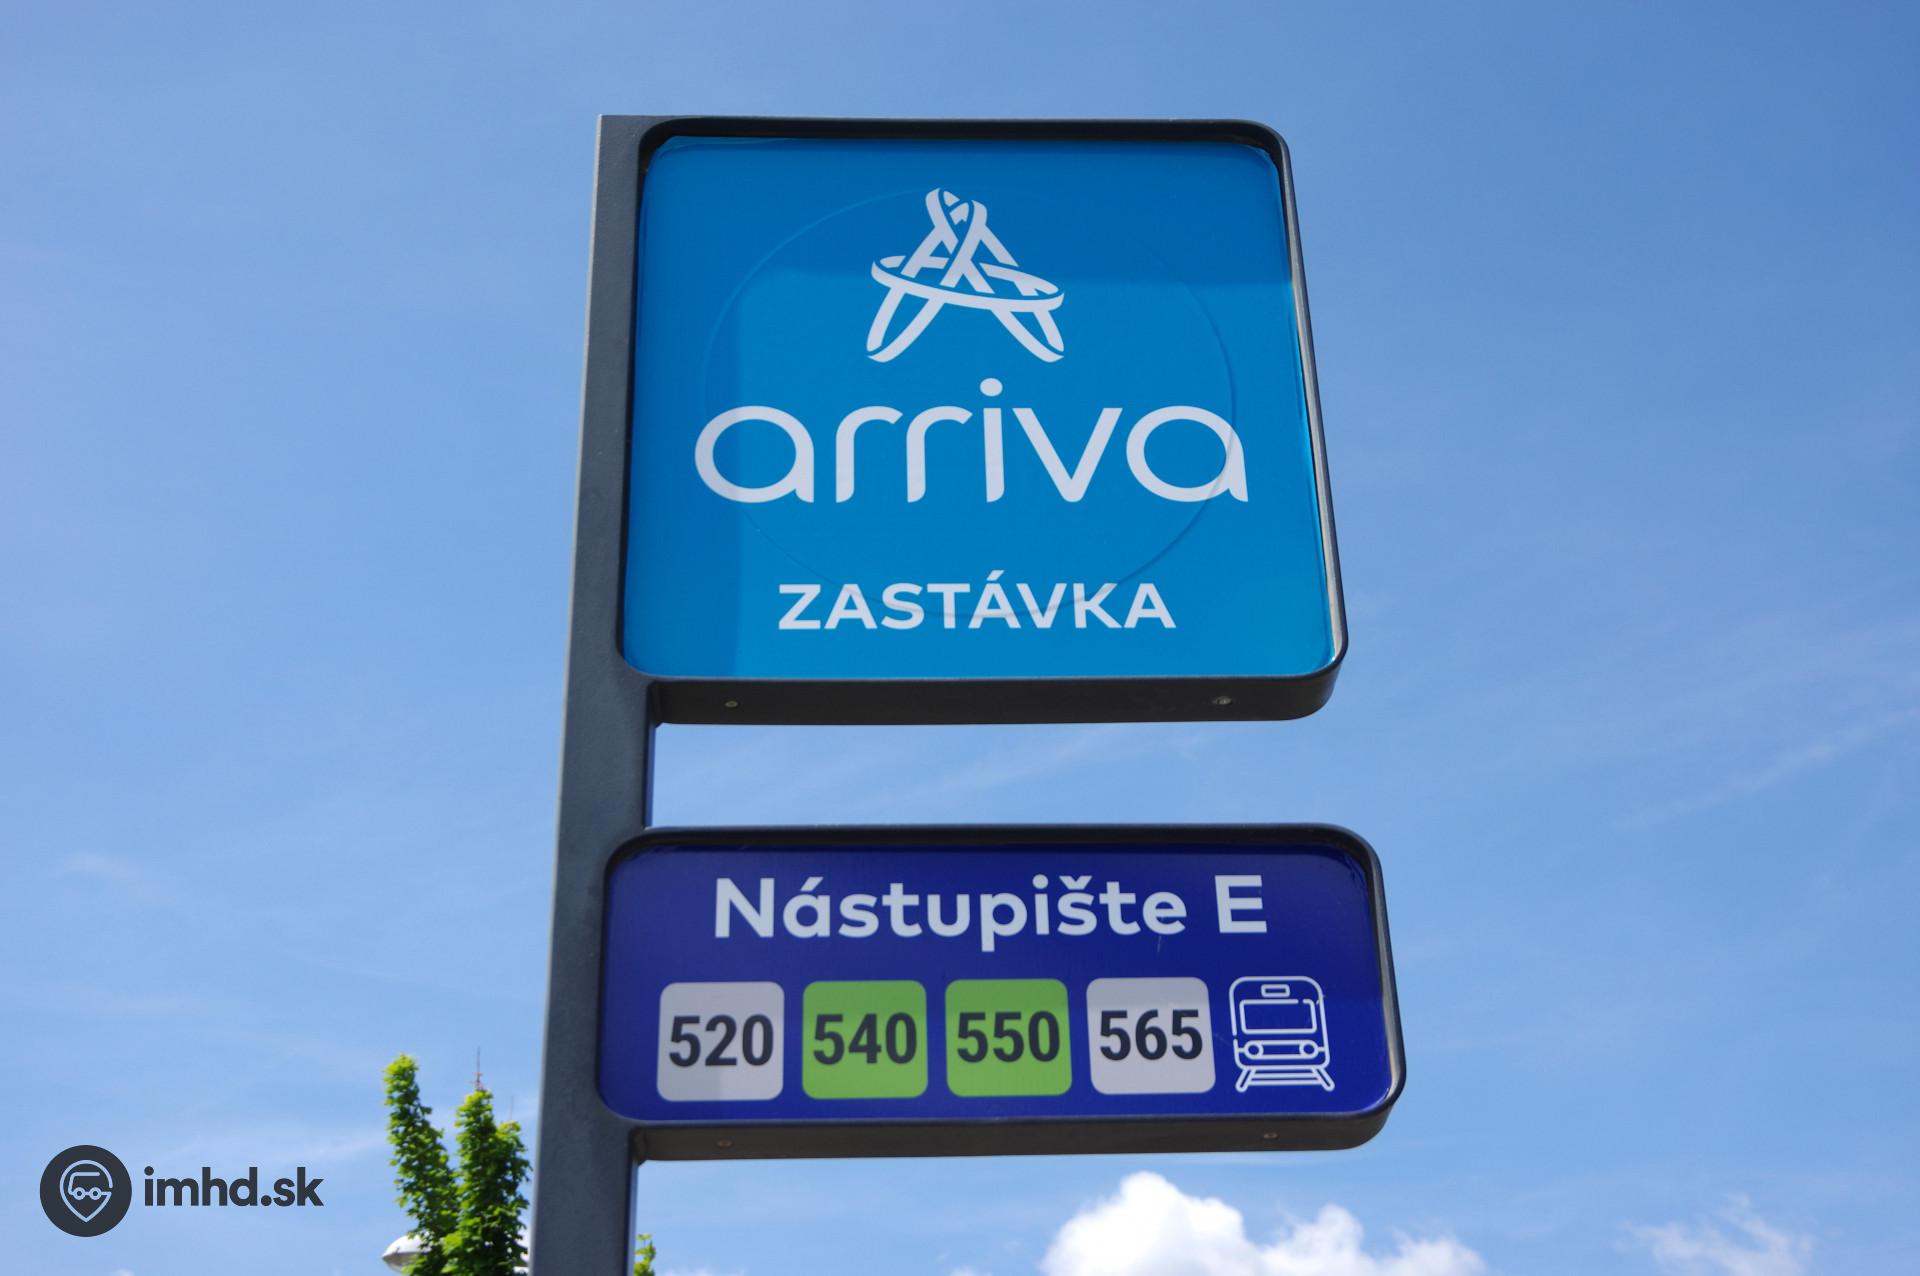 arriva
ZASTÁVKA
Nástupište E
520 540 550 565
imhd.sk